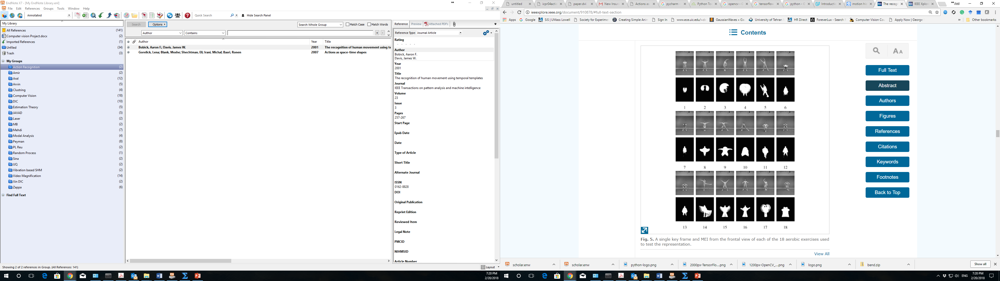 EndNote X7 - [My EndNote Library.enl]
File Edit References Groups Tools Window Help
Annotated
Quick Search
Hide Search Panel
My Library
All References (141)
Computer vision Project.docx (2)
Imported References (1)
Unfiled (34)
Trash (3)
My Groups
Action Recognition (2)
Amir (2)
Aral (12)
Arvin (5)
Clustring (4)
Computer Vision (18)
DIC (10)
Estimation Theory (5)
JAVAD (5)
Laser (2)
MB (2)
Mehdi (7)
Modal Analysis (4)
Peyman (8)
PL Reu (2)
Random Process (1)
Sina (2)
UQ (2)
Vibration based SHM (2)
Video Magnification (14)
Xin DIC (2)
Zappa (6)
Find Full Text
Showing 2 of 2 references in Group. (All References: 141)
Search Options Search Whole Group Match Case Match Words
Author Contains + -
Author Year Title
Bobick, Aaron F.; Davis, James W. 2001 The recognition of human movement using te
Gorelick, Lena; Blank, Moshe; Shechtman, Eli; Irani, Michal; Basri, Ronen 2007 Actions as space-time shapes
Reference Preview Attached PDFs
Reference Type: Journal Article
Rating
Author
Bobick, Aaron F.
Davis, James W.
Year
2001
Title
The recognition of human movement using temporal templates
Journal
IEEE Transactions on pattern analysis and machine intelligence
Volume
23
Issue
3
Pages
257-267
Start Page
Epub Date
Date
Type of Article
Short Title
Alternate Journal
ISSN
0162-8828
DOI
Original Publication
Reprint Edition
Reviewed Item
Legal Note
PMCID
NIHMSID
Article Number
Layout
7:20 PM
2/20/2018
untitled icpr04actic paper.dvi New Insura Actions as pycharm - Python Too opencv - G tensorflow python - G Introductic motion his The recog IEEE Xplore Aral
ieeexplore.ieee.org/document/910878/#full-text-section
Apps Google SiS | UMass Lowell Society for Experimen Creating Simple Anim Sign In www.ece.uic.edu/~de GaussianWaves » Gau University of Tehran HR Direct ForeverLux - Search F Computer Vision Cou Apply Now | George » Other bookmarks
Contents
1 2 3 4 5 6
7 8 9 10 11 12
13 14 15 16 17 18
Fig. 5. A single key frame and MEI from the frontal view of each of the 18 aerobic exercises used
to test the representation.
View All
AA
Full Text
Abstract
Authors
Figures
References
Citations
Keywords
Footnotes
Back to Top
scholar.enw scholar.enw python-logo.png 2000px-TensorFlo....png 1200px-OpenCV_....png logo.png bend.zip Show all
ENG
7:20 PM
2/20/2018